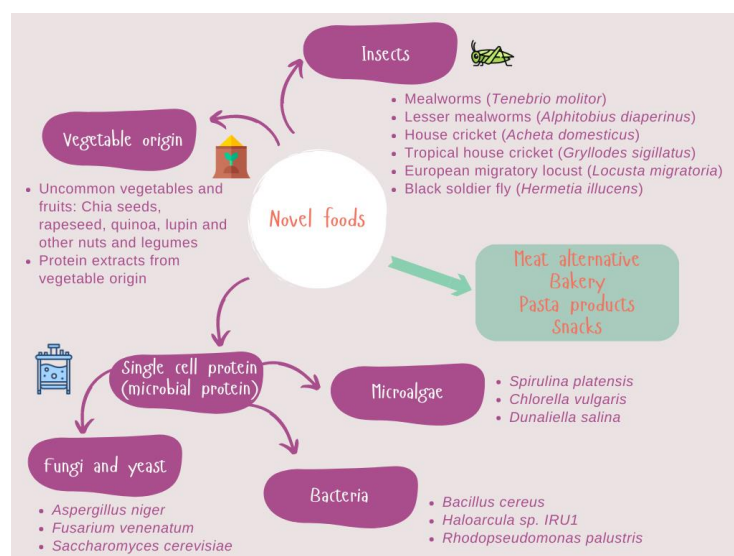 Insects
• Mealworms (Tenebrio molitor)
• Lesser mealworms (Alphitobius diaperinus)
• House cricket (Acheta domesticus)
• Tropical house cricket (Gryllodes sigillatus)
• European migratory locust (Locusta migratoria)
• Black soldier fly (Hermetia illucens)
Vegetable origin
• Uncommon vegetables and
fruits: Chia seeds,
rapeseed, quinoa, lupin and
other nuts and legumes
• Protein extracts from
vegetable origin
Novel foods
Meat alternative
Bakery
Pasta products
Snacks
Single cell protein
(microbial protein)
Microalgae
• Spirulina platensis
• Chlorella vulgaris
• Dunaliella salina
Fungi and yeast
• Aspergillus niger
• Fusarium venenatum
• Saccharomyces cerevisiae
Bacteria
• Bacillus cereus
• Haloarcula sp. IRU1
• Rhodopseudomonas palustris